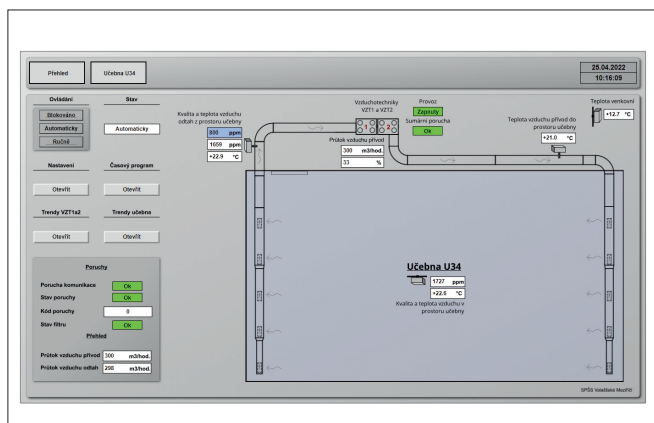 Přehled
Učebna U34
25.04.2022
10:16:09
Ovládání
Stav
Blokováno
Automaticky
Ručně
Automaticky
Nastavení
Časový program
Otevřít
Otevřít
Trendy VZT1a2
Trendy učebna
Otevřít
Otevřít
Poruchy
Porucha komunikace
Ok
Stav poruchy
Ok
Kód poruchy
0
Stav filtru
Ok
Přehled
Průtok vzduchu přívod
300 m3/hod.
Průtok vzduchu odtah
298 m3/hod.
Kvalita a teplota vzduchu
odtah z prostoru učebny
800 ppm
1659 ppm
+22.9 °C
Vzduchotechniky
VZT1 a VZT2
1
2
Provoz
Zapnuty
Sumární porucha
Ok
Průtok vzduchu přívod
300 m3/hod.
33 %
Teplota vzduchu přívod do
prostoru učebny
+21.0 °C
Teplota venkovní
+12.7 °C
Učebna U34
1727 ppm
+22.6 °C
Kvalita a teplota vzduchu v
prostoru učebny
SPŠS Valašské Meziříčí